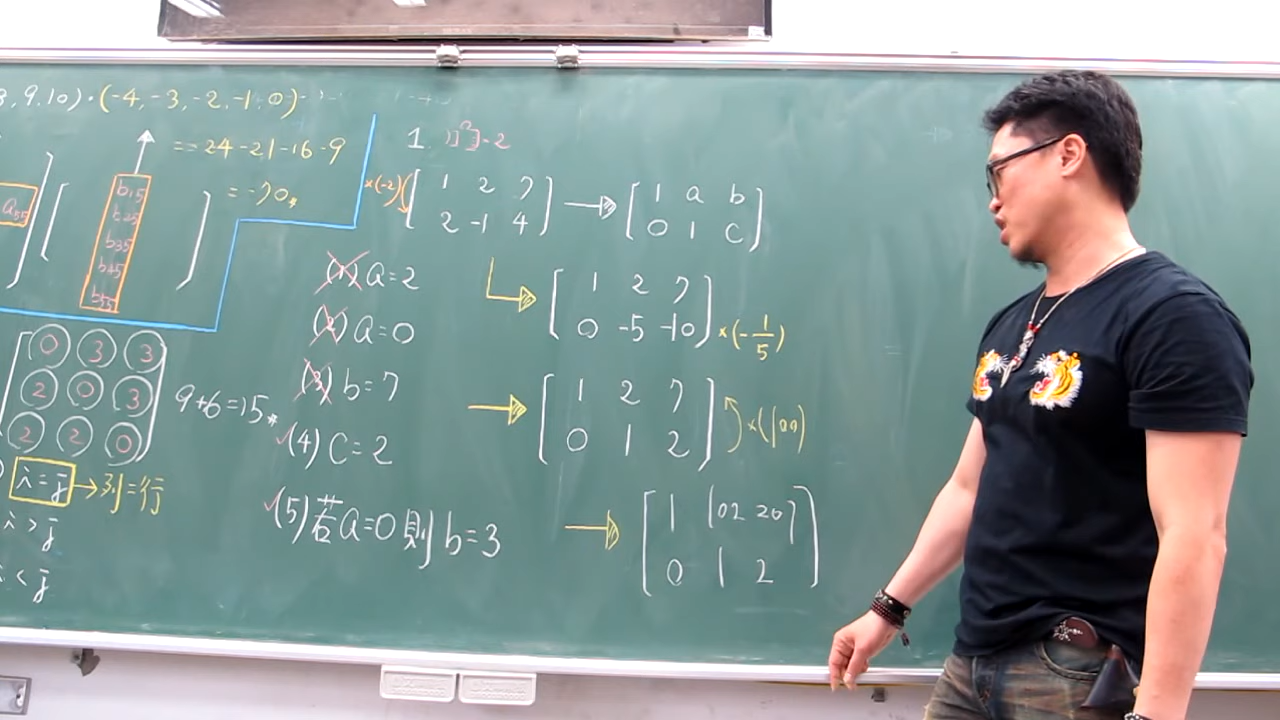 8,9,10)·(-4,-3,-2,-1,0)
=-24-21-16-9
=-70
a₁₅
b₁₅
b₂₅
b₃₅
b₄₅
b₅₅
0 3 3
2 0 3
2 2 0
9+6=15
i=j→列=行
i>j
i<j
1.
×(-2)
1 2 7
2 -1 4
1 a b
0 1 c
(1) a=2
(2) a=0
(3) b=7
(4) c=2
(5) 若a=0則b=3
1 2 7
0 -5 -10
×(-1/5)
1 2 7
0 1 2
×(100)
1 102 207
0 1 2